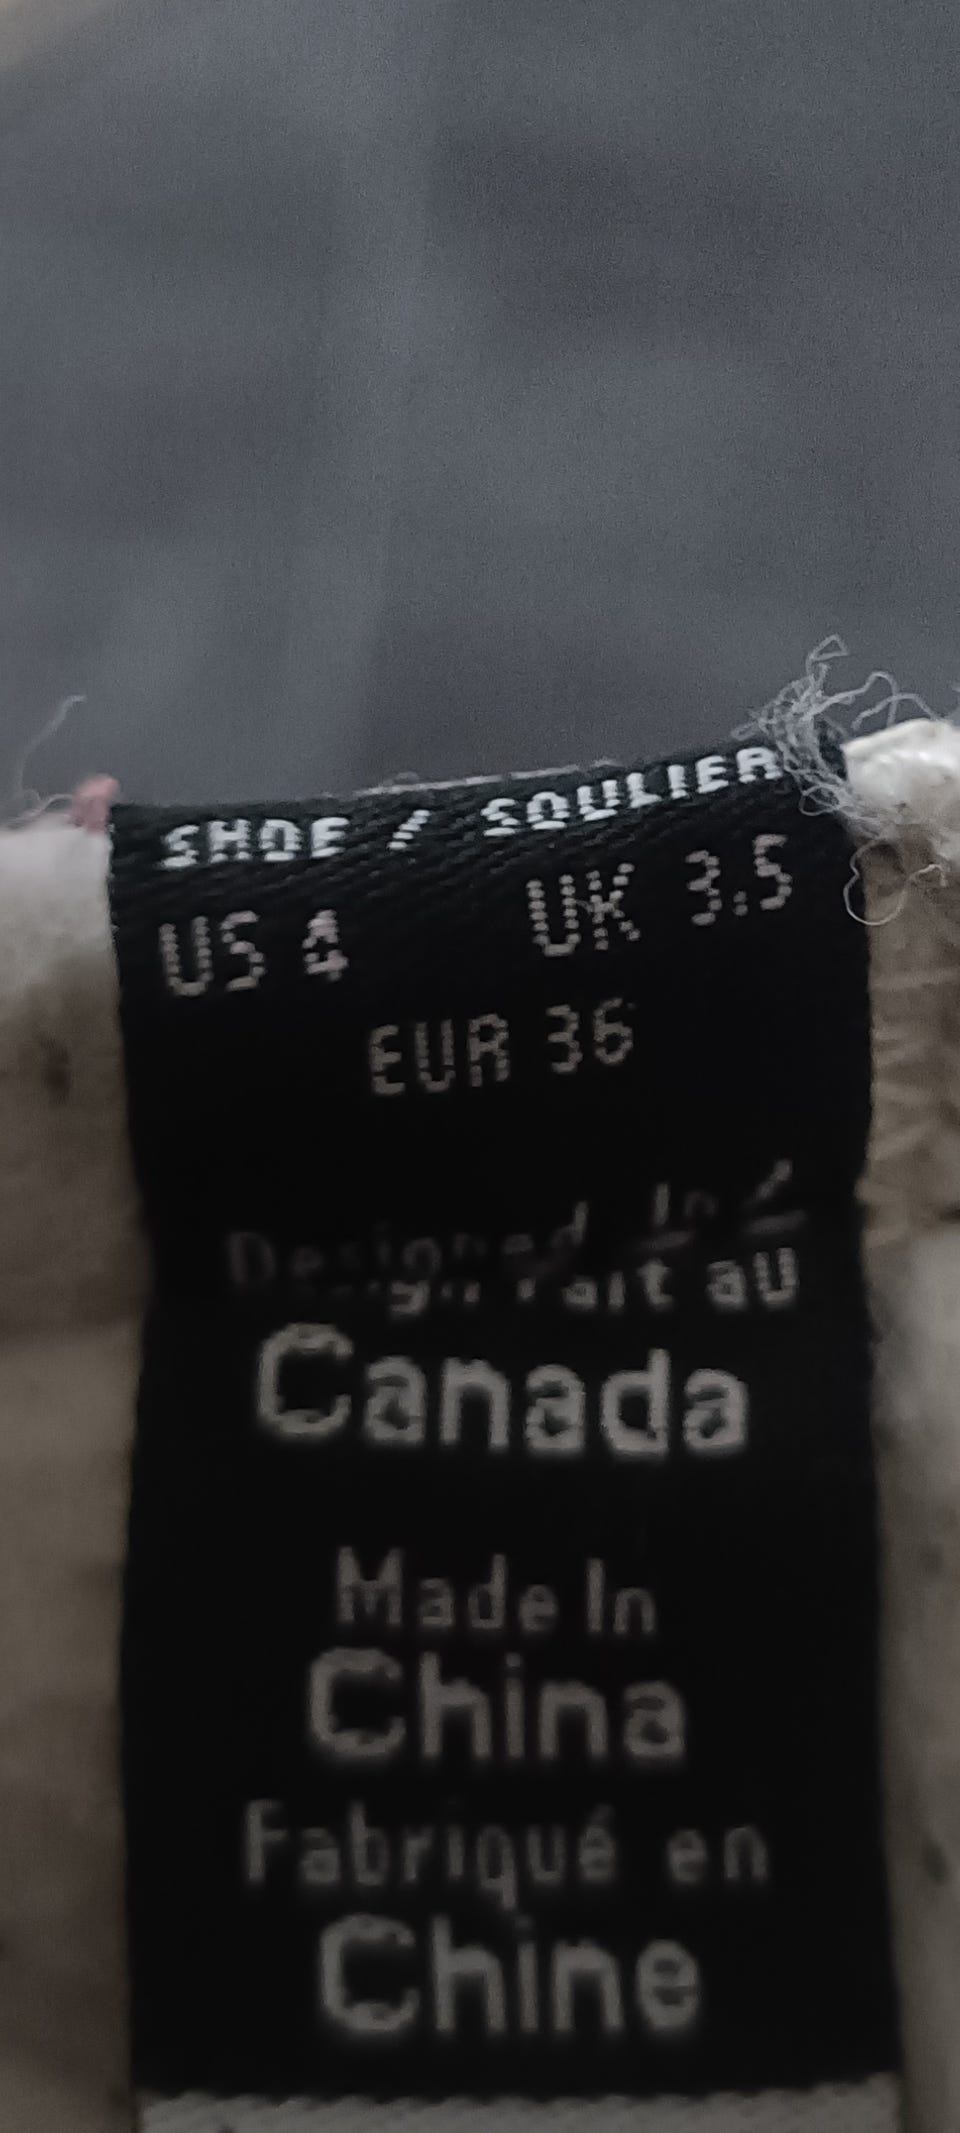 SHOE / SOULIER
US 4 UK 3.5
EUR 36
Designed In
Fait au
Canada
Made In
China
Fabriqué en
Chine